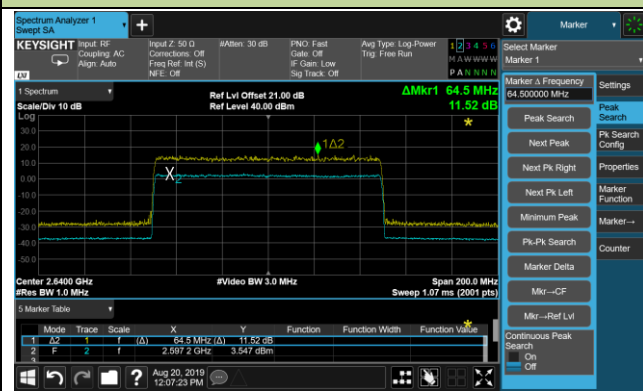 Spectrum Analyzer 1
Swept SA
+
Marker
KEYSIGHT
Input: RF
Coupling: AC
Align: Auto
Input Z: 50 Ω
Corrections: Off
Freq Ref: Int (S)
NFE: Off
#Atten: 30 dB
PNO: Fast
Gate: Off
IF Gain: Low
Sig Track: Off
Avg Type: Log-Power
Trig: Free Run
1 2 3 4 5 6
M A W W W W
P A N N N N
LXI
Select Marker
Marker 1
1 Spectrum
Scale/Div 10 dB
Ref Lvl Offset 21.00 dB
Ref Level 40.00 dBm
ΔMkr1 64.5 MHz
11.52 dB
Log
30.0
20.0
10.0
0.00
-10.0
-20.0
-30.0
-40.0
-50.0
1Δ2
X2
Center 2.6400 GHz
#Res BW 1.0 MHz
#Video BW 3.0 MHz
Span 200.0 MHz
Sweep 1.07 ms (2001 pts)
5 Marker Table
Mode Trace Scale X Y Function Function Width Function Value
1 Δ2 1 f (Δ) 64.5 MHz (Δ) 11.52 dB
2 F 2 f 2.597 2 GHz 3.547 dBm
3
Marker Δ Frequency
64.500000 MHz
Peak Search
Next Peak
Next Pk Right
Next Pk Left
Minimum Peak
Pk-Pk Search
Marker Delta
Mkr→CF
Mkr→Ref Lvl
Continuous Peak
Search
On
Off
Settings
Peak
Search
Pk Search
Config
Properties
Marker
Function
Marker→
Counter
?
Aug 20, 2019
12:07:23 PM